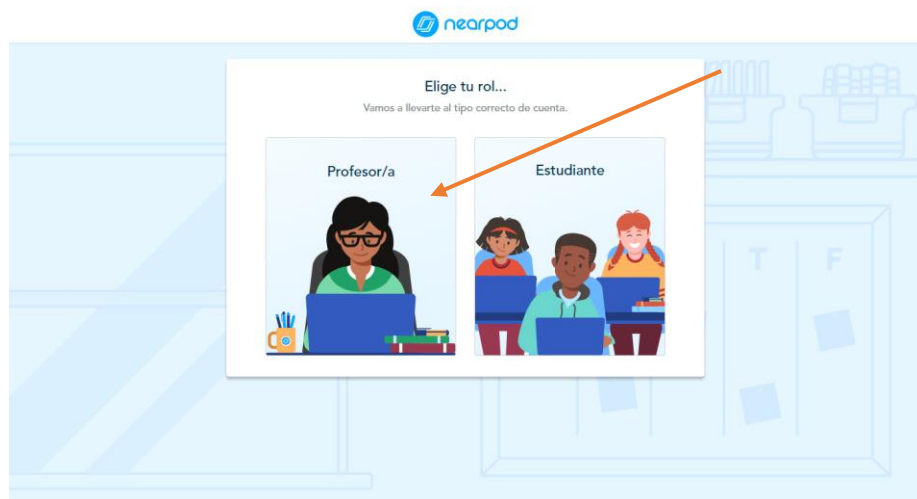 nearpod
Elige tu rol...
Vamos a llevarte al tipo correcto de cuenta.
Profesor/a
Estudiante
T F